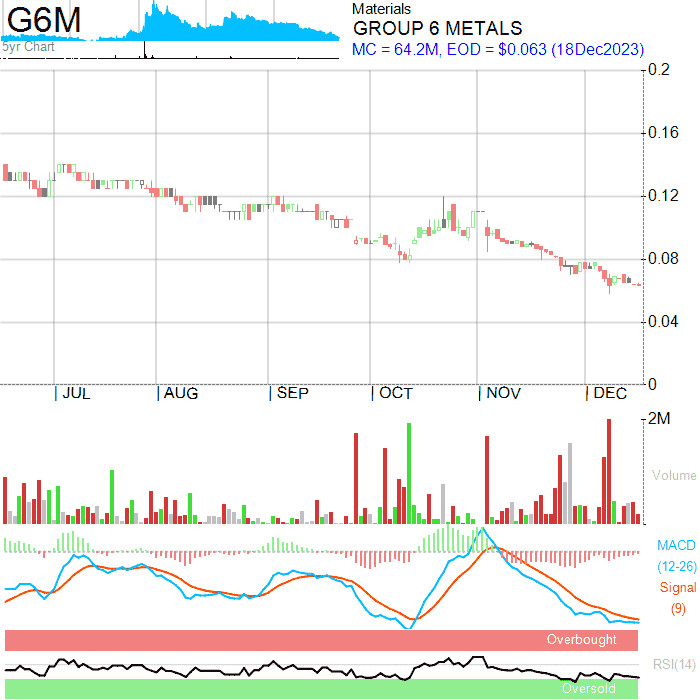 G6M
5yr Chart
Materials
GROUP 6 METALS
MC = 64.2M, EOD = $0.063 (18Dec2023)
0.2
0.16
0.12
0.08
0.04
0
JUL AUG SEP OCT NOV DEC
2M
Volume
MACD
(12-26)
Signal
(9)
Overbought
RSI(14)
Oversold